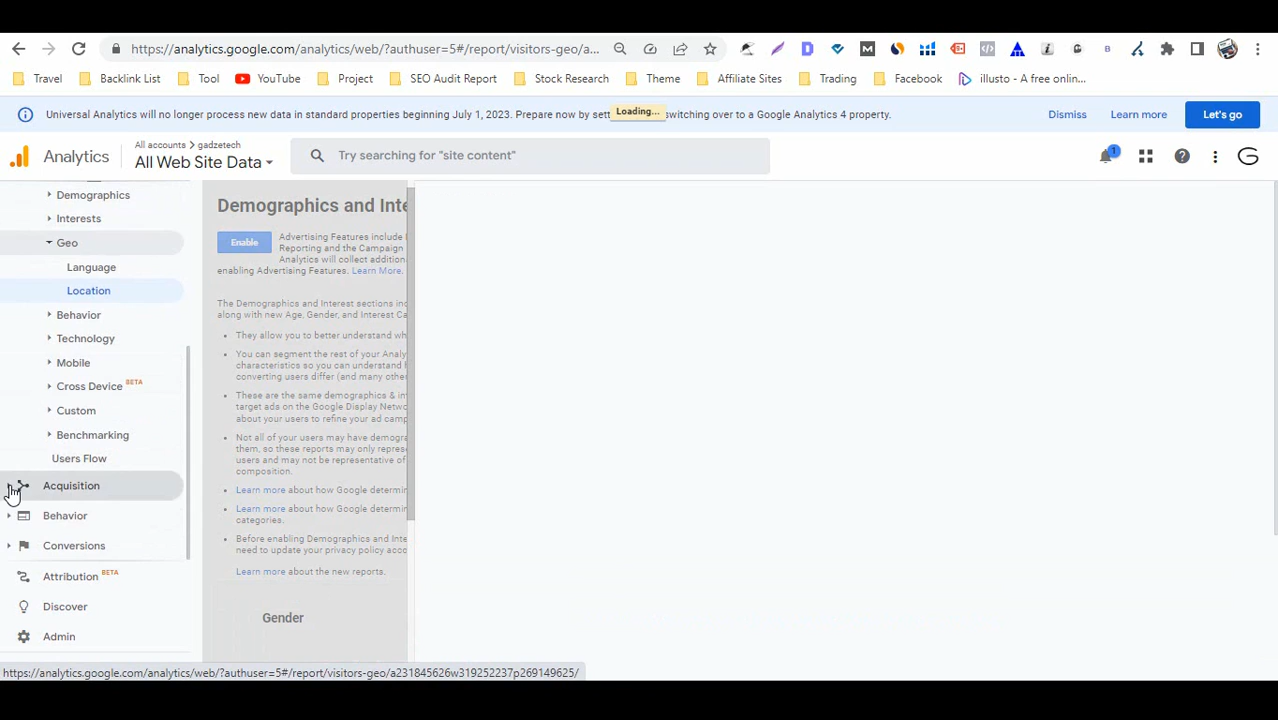 https://analytics.google.com/analytics/web/?authuser=5#/report/visitors-geo/a...
Travel
Backlink List
Tool
YouTube
Project
SEO Audit Report
Stock Research
Theme
Affiliate Sites
Trading
Facebook
illusto - A free onlin...
Universal Analytics will no longer process new data in standard properties beginning July 1, 2023. Prepare now by sett
Loading...
switching over to a Google Analytics 4 property.
Dismiss
Learn more
Let's go
Analytics
All accounts > gadzetech
All Web Site Data
Try searching for "site content"
1
Demographics
Interests
Geo
Language
Location
Behavior
Technology
Mobile
Cross Device BETA
Custom
Benchmarking
Users Flow
Acquisition
Behavior
Conversions
Attribution BETA
Discover
Admin
Demographics and Inte
Enable
Advertising Features include
Reporting and the Campaign
Analytics will collect addition
enabling Advertising Features. Learn More.
The Demographics and Interest sections inc
along with new Age, Gender, and Interest Ca
They allow you to better understand wh
You can segment the rest of your Analy
characteristics so you can understand
converting users differ (and many othe
These are the same demographics & in
target ads on the Google Display Netwo
about your users to refine your ad camp
Not all of your users may have demogra
them, so these reports may only repres
users and may not be representative of
composition.
Learn more about how Google determin
Learn more about how Google determin
categories.
Before enabling Demographics and Inte
need to update your privacy policy acco
Learn more about the new reports.
Gender
https://analytics.google.com/analytics/web/?authuser=5#/report/visitors-geo/a231845626w319252237p269149625/